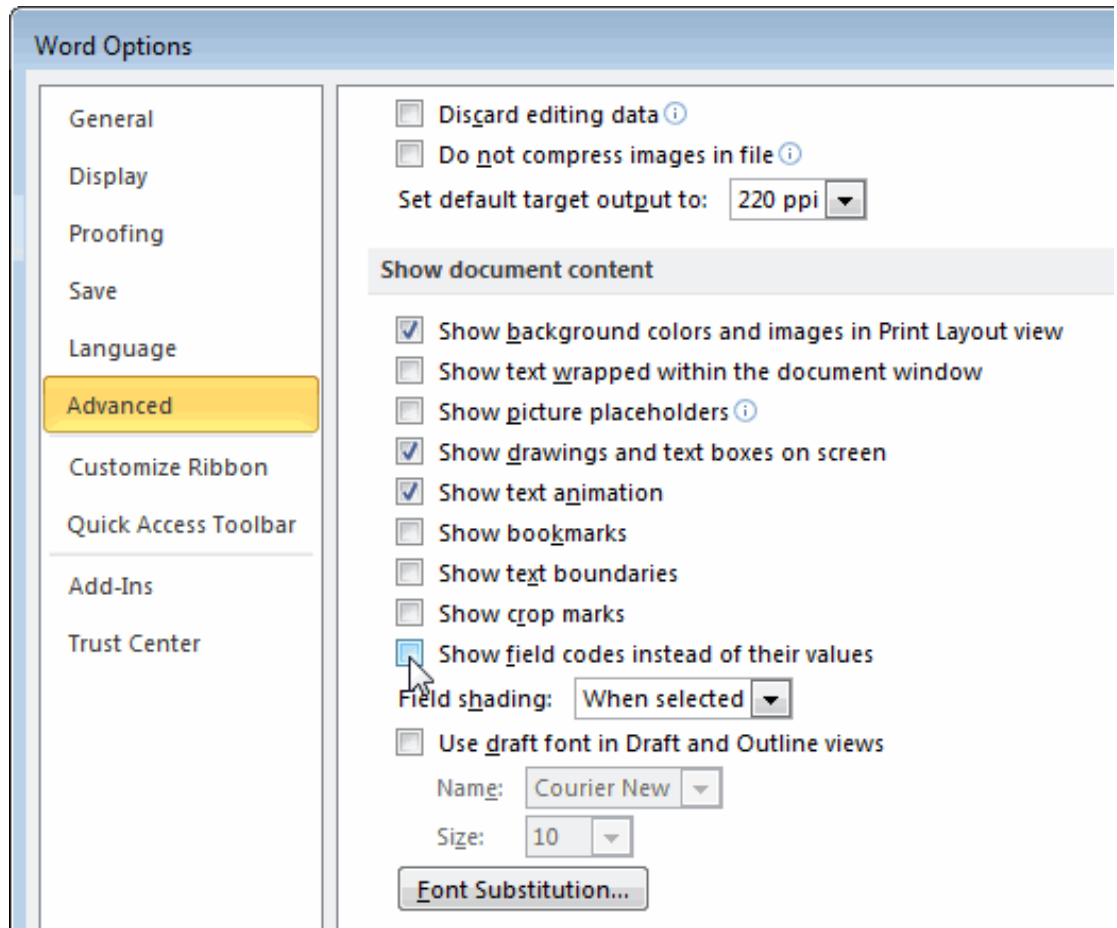 Word Options
General
Display
Proofing
Save
Language
Advanced
Customize Ribbon
Quick Access Toolbar
Add-Ins
Trust Center
Discard editing data
Do not compress images in file
Set default target output to: 220 ppi
Show document content
Show background colors and images in Print Layout view
Show text wrapped within the document window
Show picture placeholders
Show drawings and text boxes on screen
Show text animation
Show bookmarks
Show text boundaries
Show crop marks
Show field codes instead of their values
Field shading: When selected
Use draft font in Draft and Outline views
Name: Courier New
Size: 10
Font Substitution...